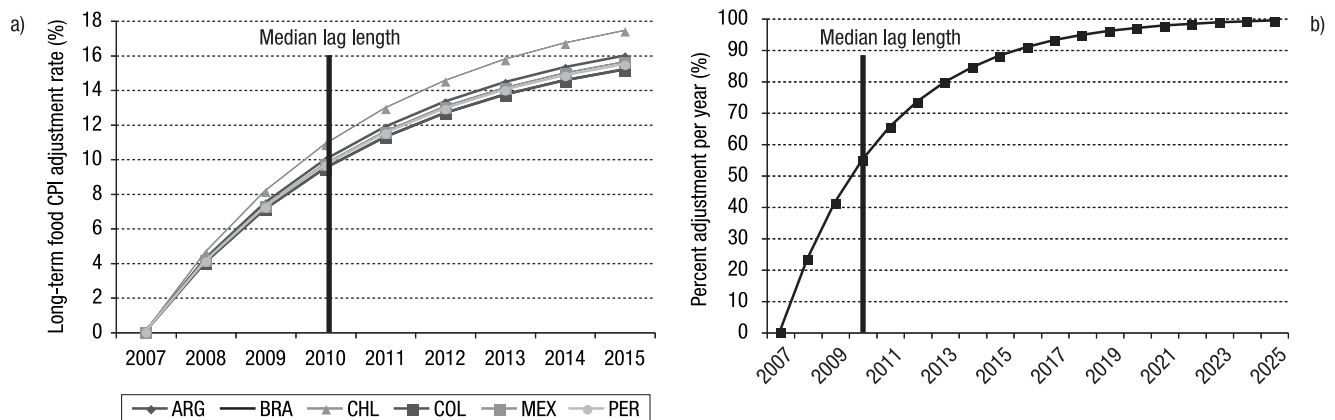 a)
Long-term food CPI adjustment rate (%)
18
16
14
12
10
8
6
4
2
0
Median lag length
2007 2008 2009 2010 2011 2012 2013 2014 2015
ARG BRA CHL COL MEX PER
b)
Percent adjustment per year (%)
100
90
80
70
60
50
40
30
20
10
0
Median lag length
2007 2009 2011 2013 2015 2017 2019 2021 2023 2025